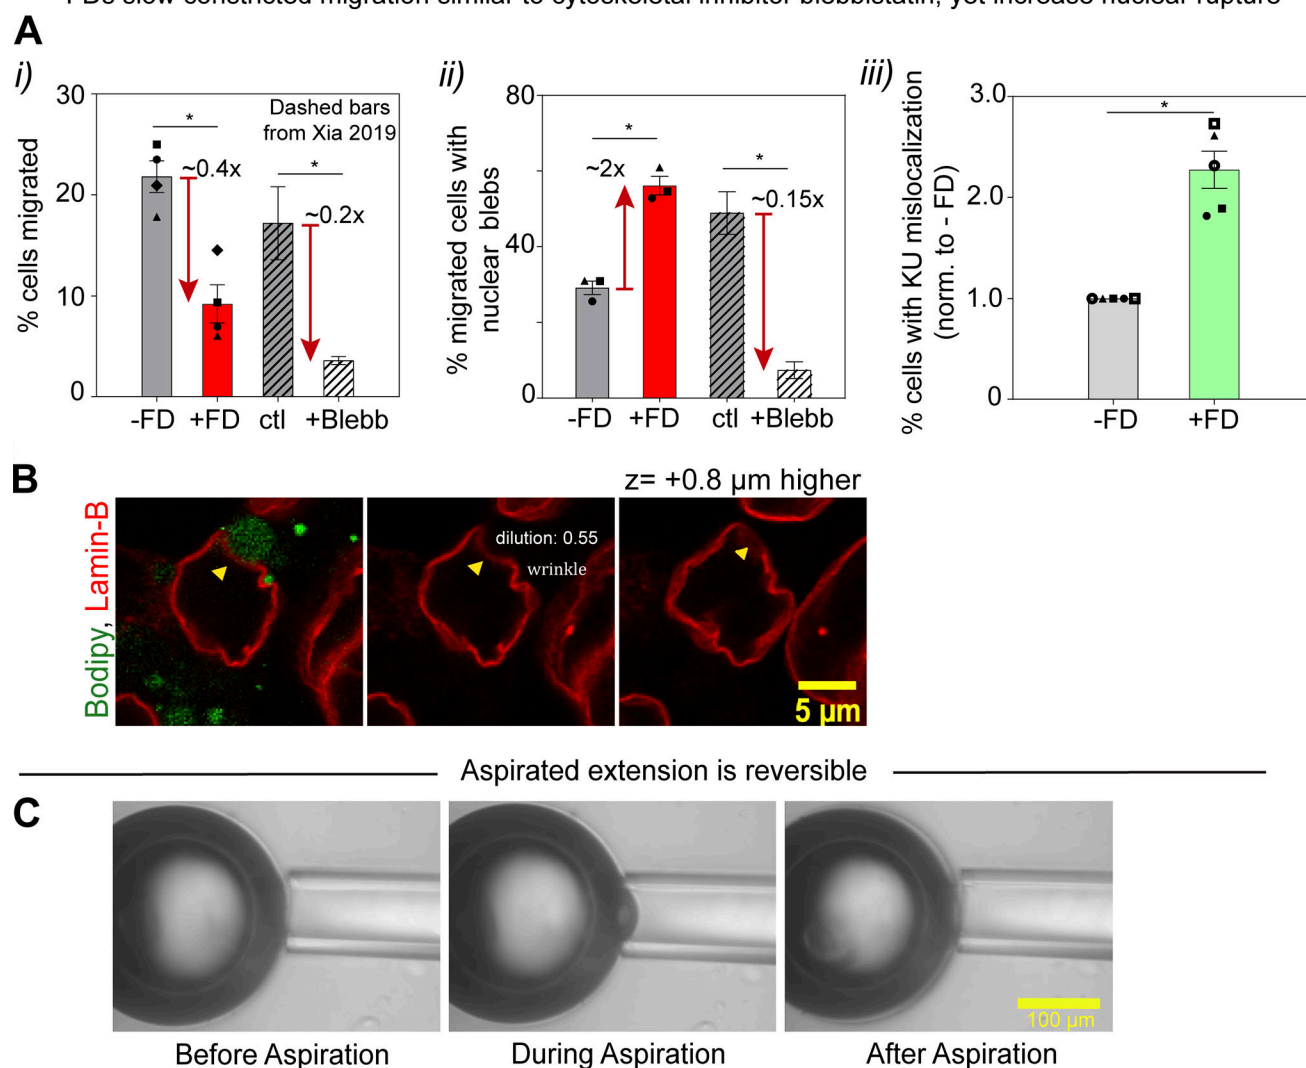 FDs slow constricted migration similar to cytoskeletal inhibitor blebbistatin, yet increase nuclear rupture
A
i)
% cells migrated
30
20
10
0
Dashed bars
from Xia 2019
*
*
~0.4x
~0.2x
-FD +FD ctl +Blebb
ii)
% migrated cells with
nuclear blebs
80
40
0
*
*
~2x
~0.15x
-FD +FD ctl +Blebb
iii)
% cells with KU mislocalization
(norm. to - FD)
3.0
2.0
1.0
0
*
-FD +FD
B
z= +0.8 µm higher
Bodipy, Lamin-B
dilution: 0.55
wrinkle
5 µm
Aspirated extension is reversible
C
100 µm
Before Aspiration
During Aspiration
After Aspiration